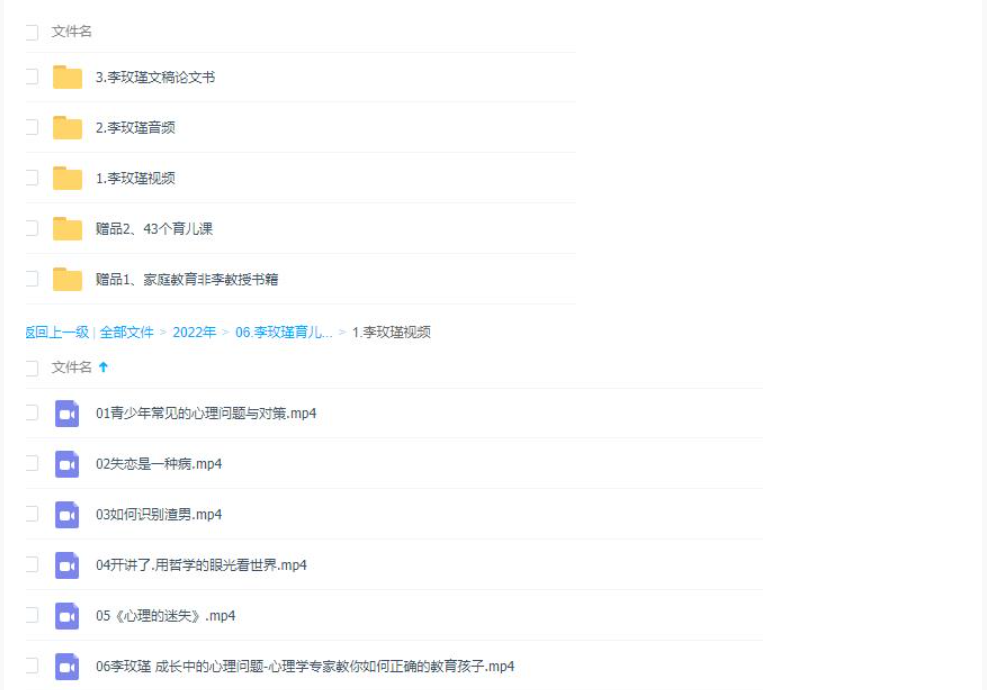 文件名
3.李玫瑾文稿论文书
2.李玫瑾音频
1.李玫瑾视频
赠品2、43个育儿课
赠品1、家庭教育非李教授书籍
返回上一级 | 全部文件 > 2022年 > 06.李玫瑾育儿... > 1.李玫瑾视频
文件名 ↑
01青少年常见的心理问题与对策.mp4
02失恋是一种病.mp4
03如何识别渣男.mp4
04开讲了.用哲学的眼光看世界.mp4
05《心理的迷失》.mp4
06李玫瑾 成长中的心理问题-心理学专家教你如何正确的教育孩子.mp4